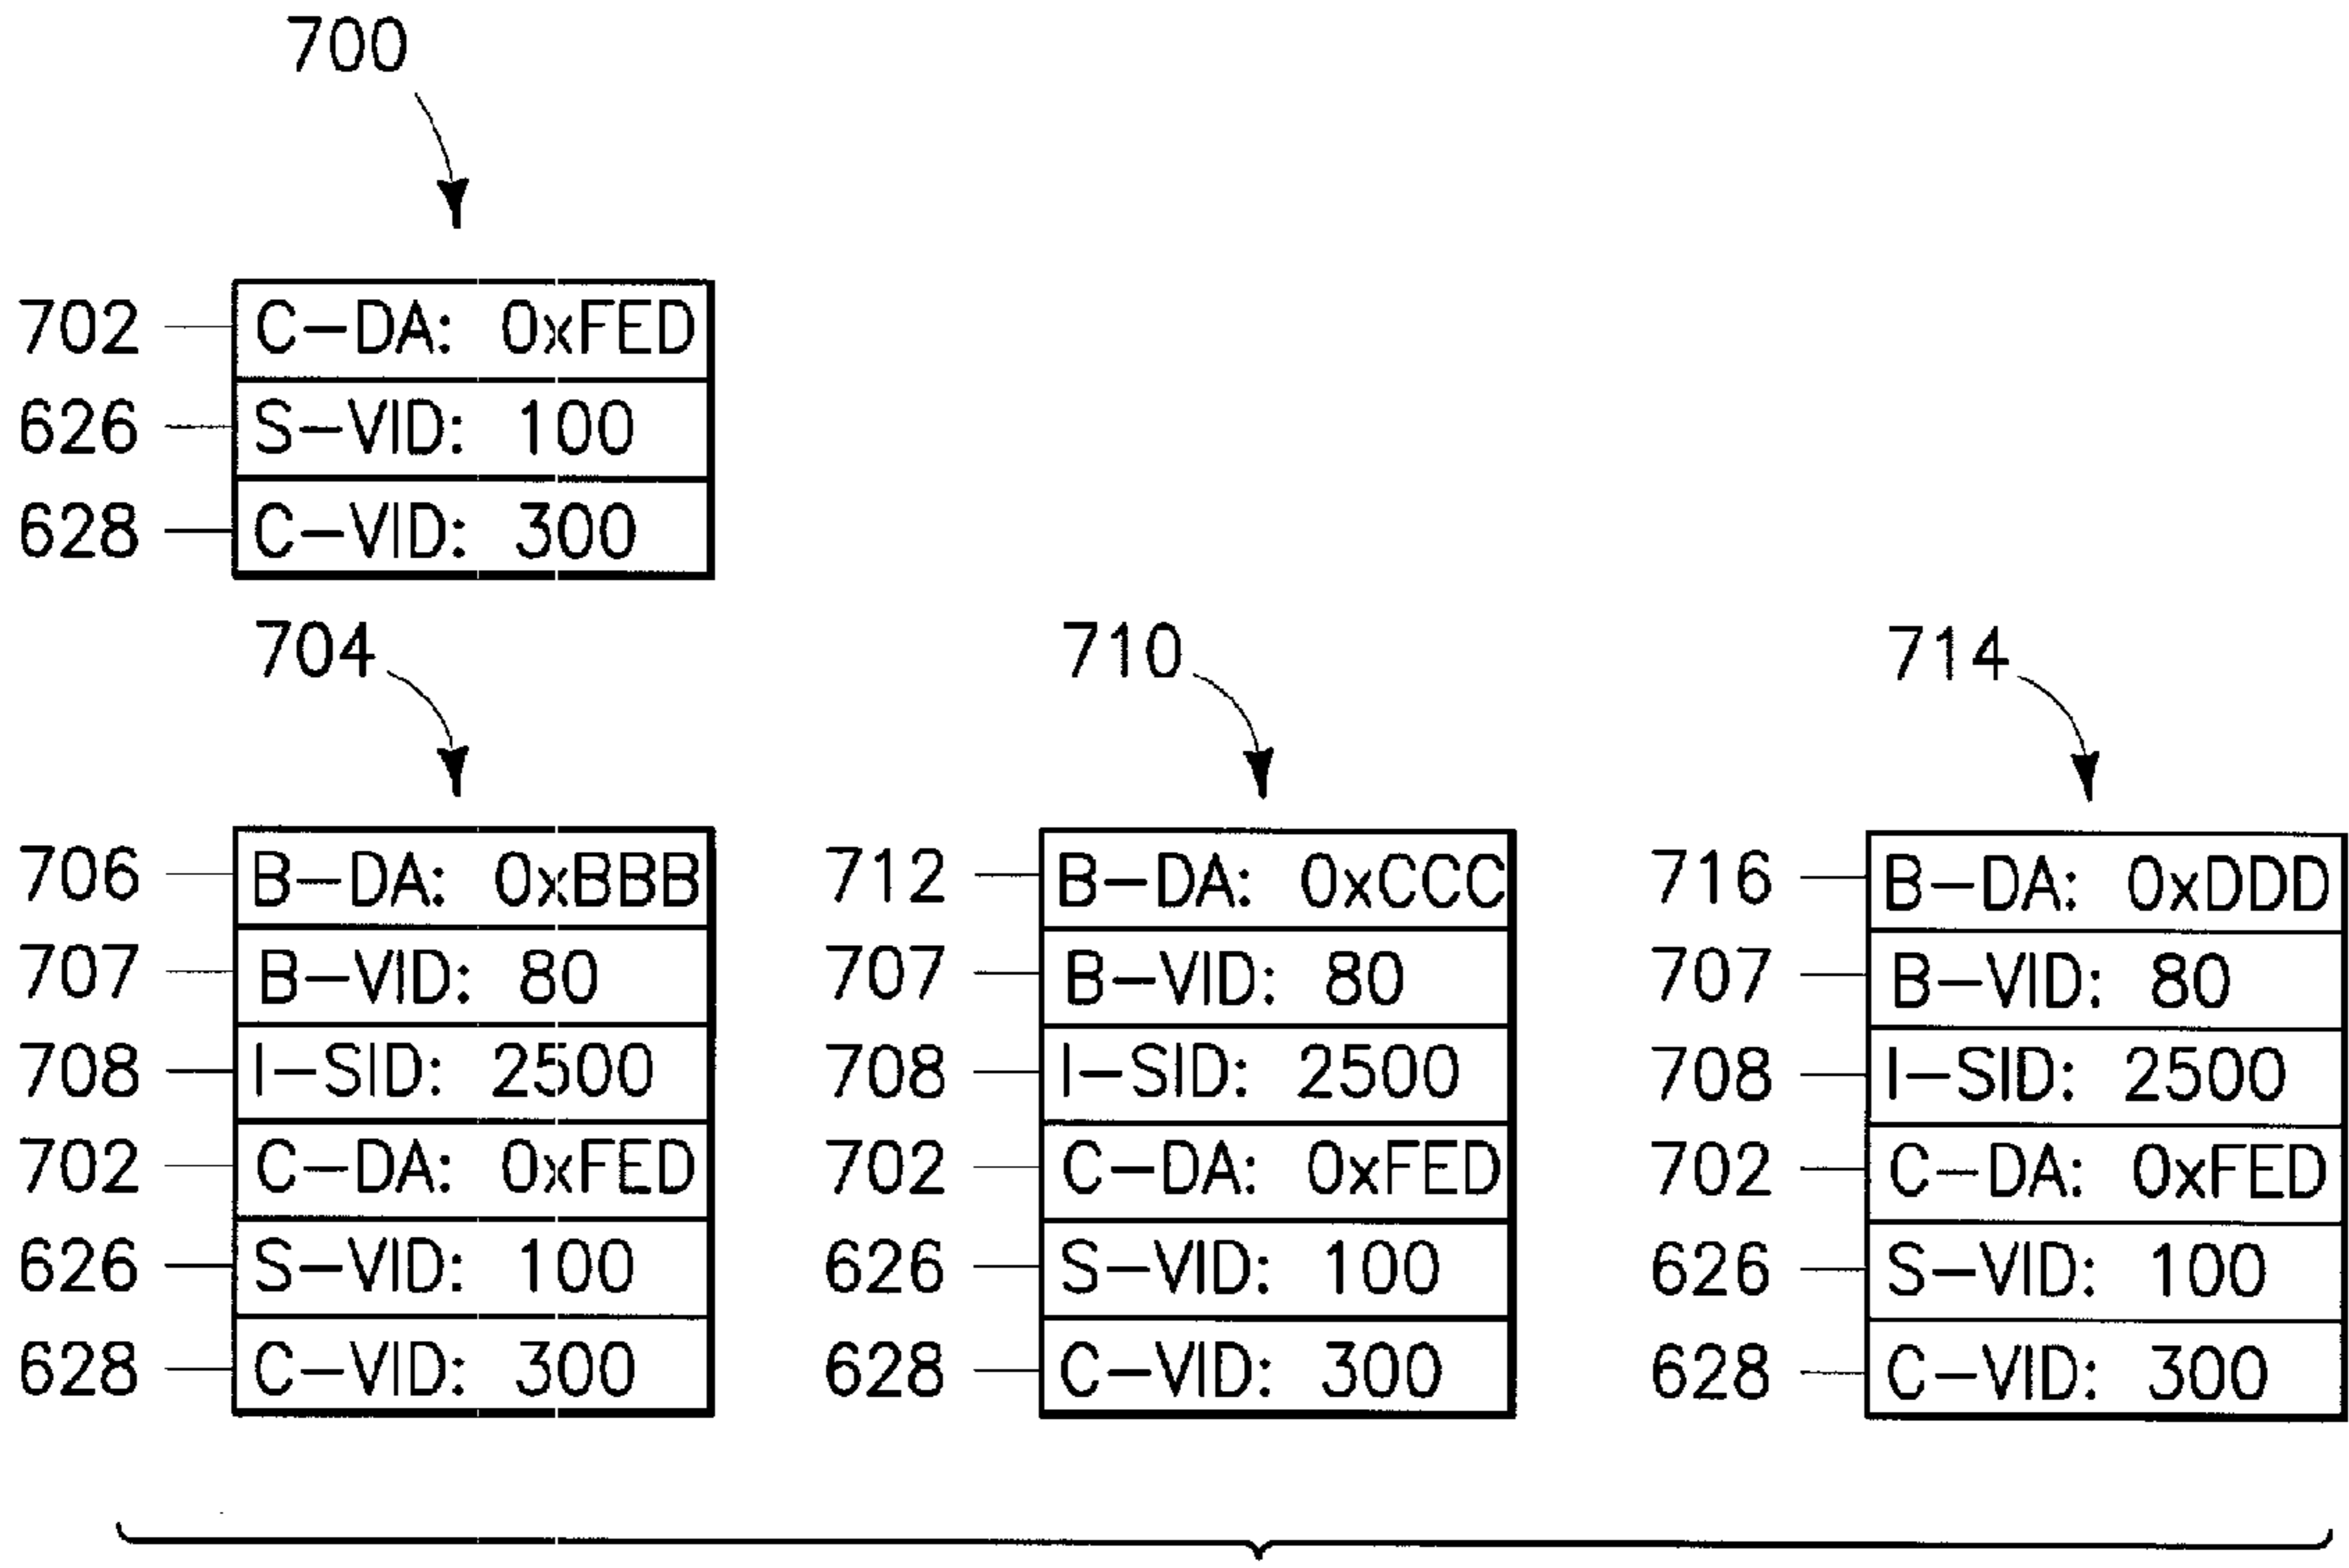 700
702 C-DA: 0xFED
626 S-VID: 100
628 C-VID: 300
704 710 714
706 B-DA: 0xBBB 712 B-DA: 0xCCC 716 B-DA: 0xDDD
707 B-VID: 80 707 B-VID: 80 707 B-VID: 80
708 I-SID: 2500 708 I-SID: 2500 708 I-SID: 2500
702 C-DA: 0xFED 702 C-DA: 0xFED 702 C-DA: 0xFED
626 S-VID: 100 626 S-VID: 100 626 S-VID: 100
628 C-VID: 300 628 C-VID: 300 628 C-VID: 300